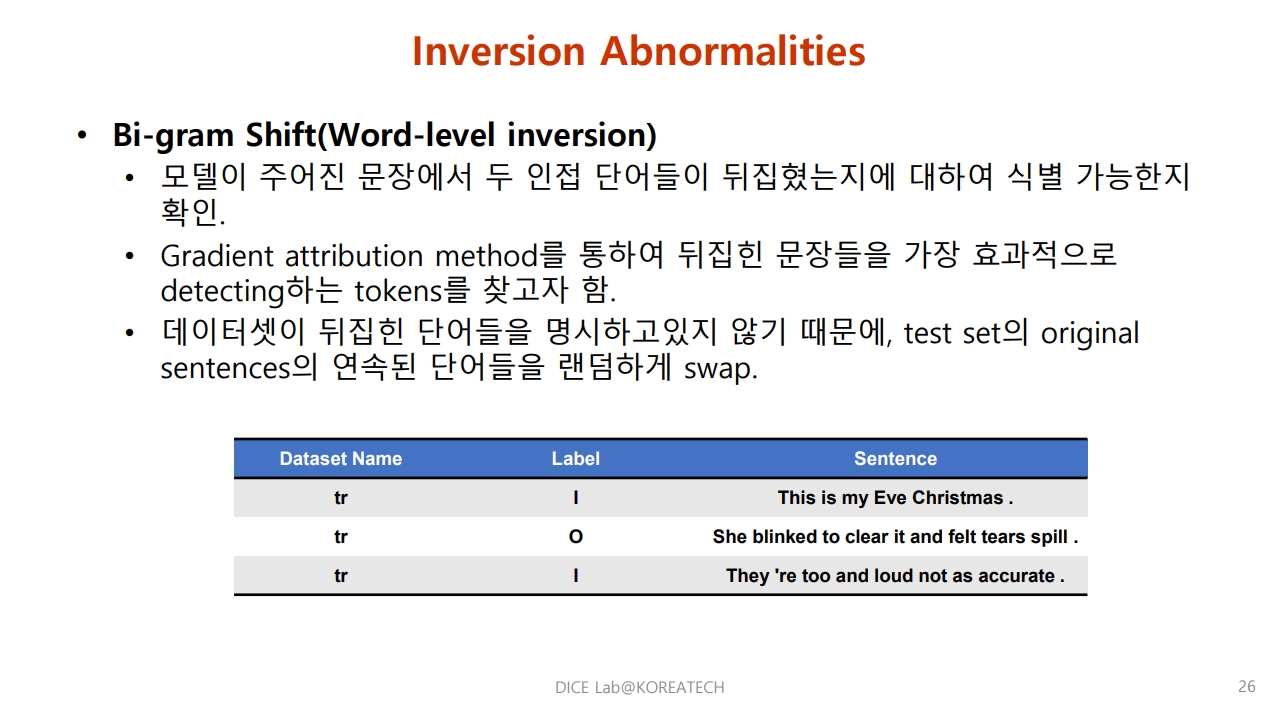 Inversion Abnormalities
• Bi-gram Shift(Word-level inversion)
• 모델이 주어진 문장에서 두 인접 단어들이 뒤집혔는지에 대하여 식별 가능한지
확인.
• Gradient attribution method를 통하여 뒤집힌 문장들을 가장 효과적으로
detecting하는 tokens를 찾고자 함.
• 데이터셋이 뒤집힌 단어들을 명시하고있지 않기 때문에, test set의 original
sentences의 연속된 단어들을 랜덤하게 swap.
Dataset Name Label Sentence
tr I This is my Eve Christmas .
tr O She blinked to clear it and felt tears spill .
tr I They 're too and loud not as accurate .
DICE Lab@KOREATECH 26